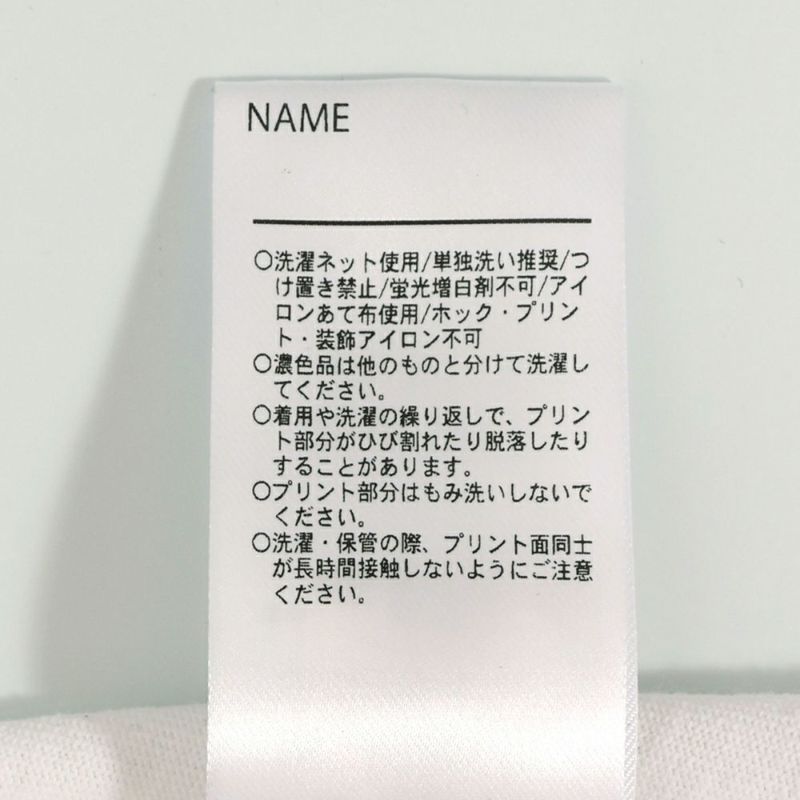 NAME
○洗濯ネット使用/単独洗い推奨/つ
け置き禁止/蛍光増白剤不可/アイ
ロンあて布使用/ホック・プリン
ト・装飾アイロン不可
○濃色品は他のものと分けて洗濯し
てください。
○着用や洗濯の繰り返しで、プリン
ト部分がひび割れたり脱落したり
することがあります。
○プリント部分はもみ洗いしないで
ください。
○洗濯・保管の際、プリント面同士
が長時間接触しないようにご注意
ください。